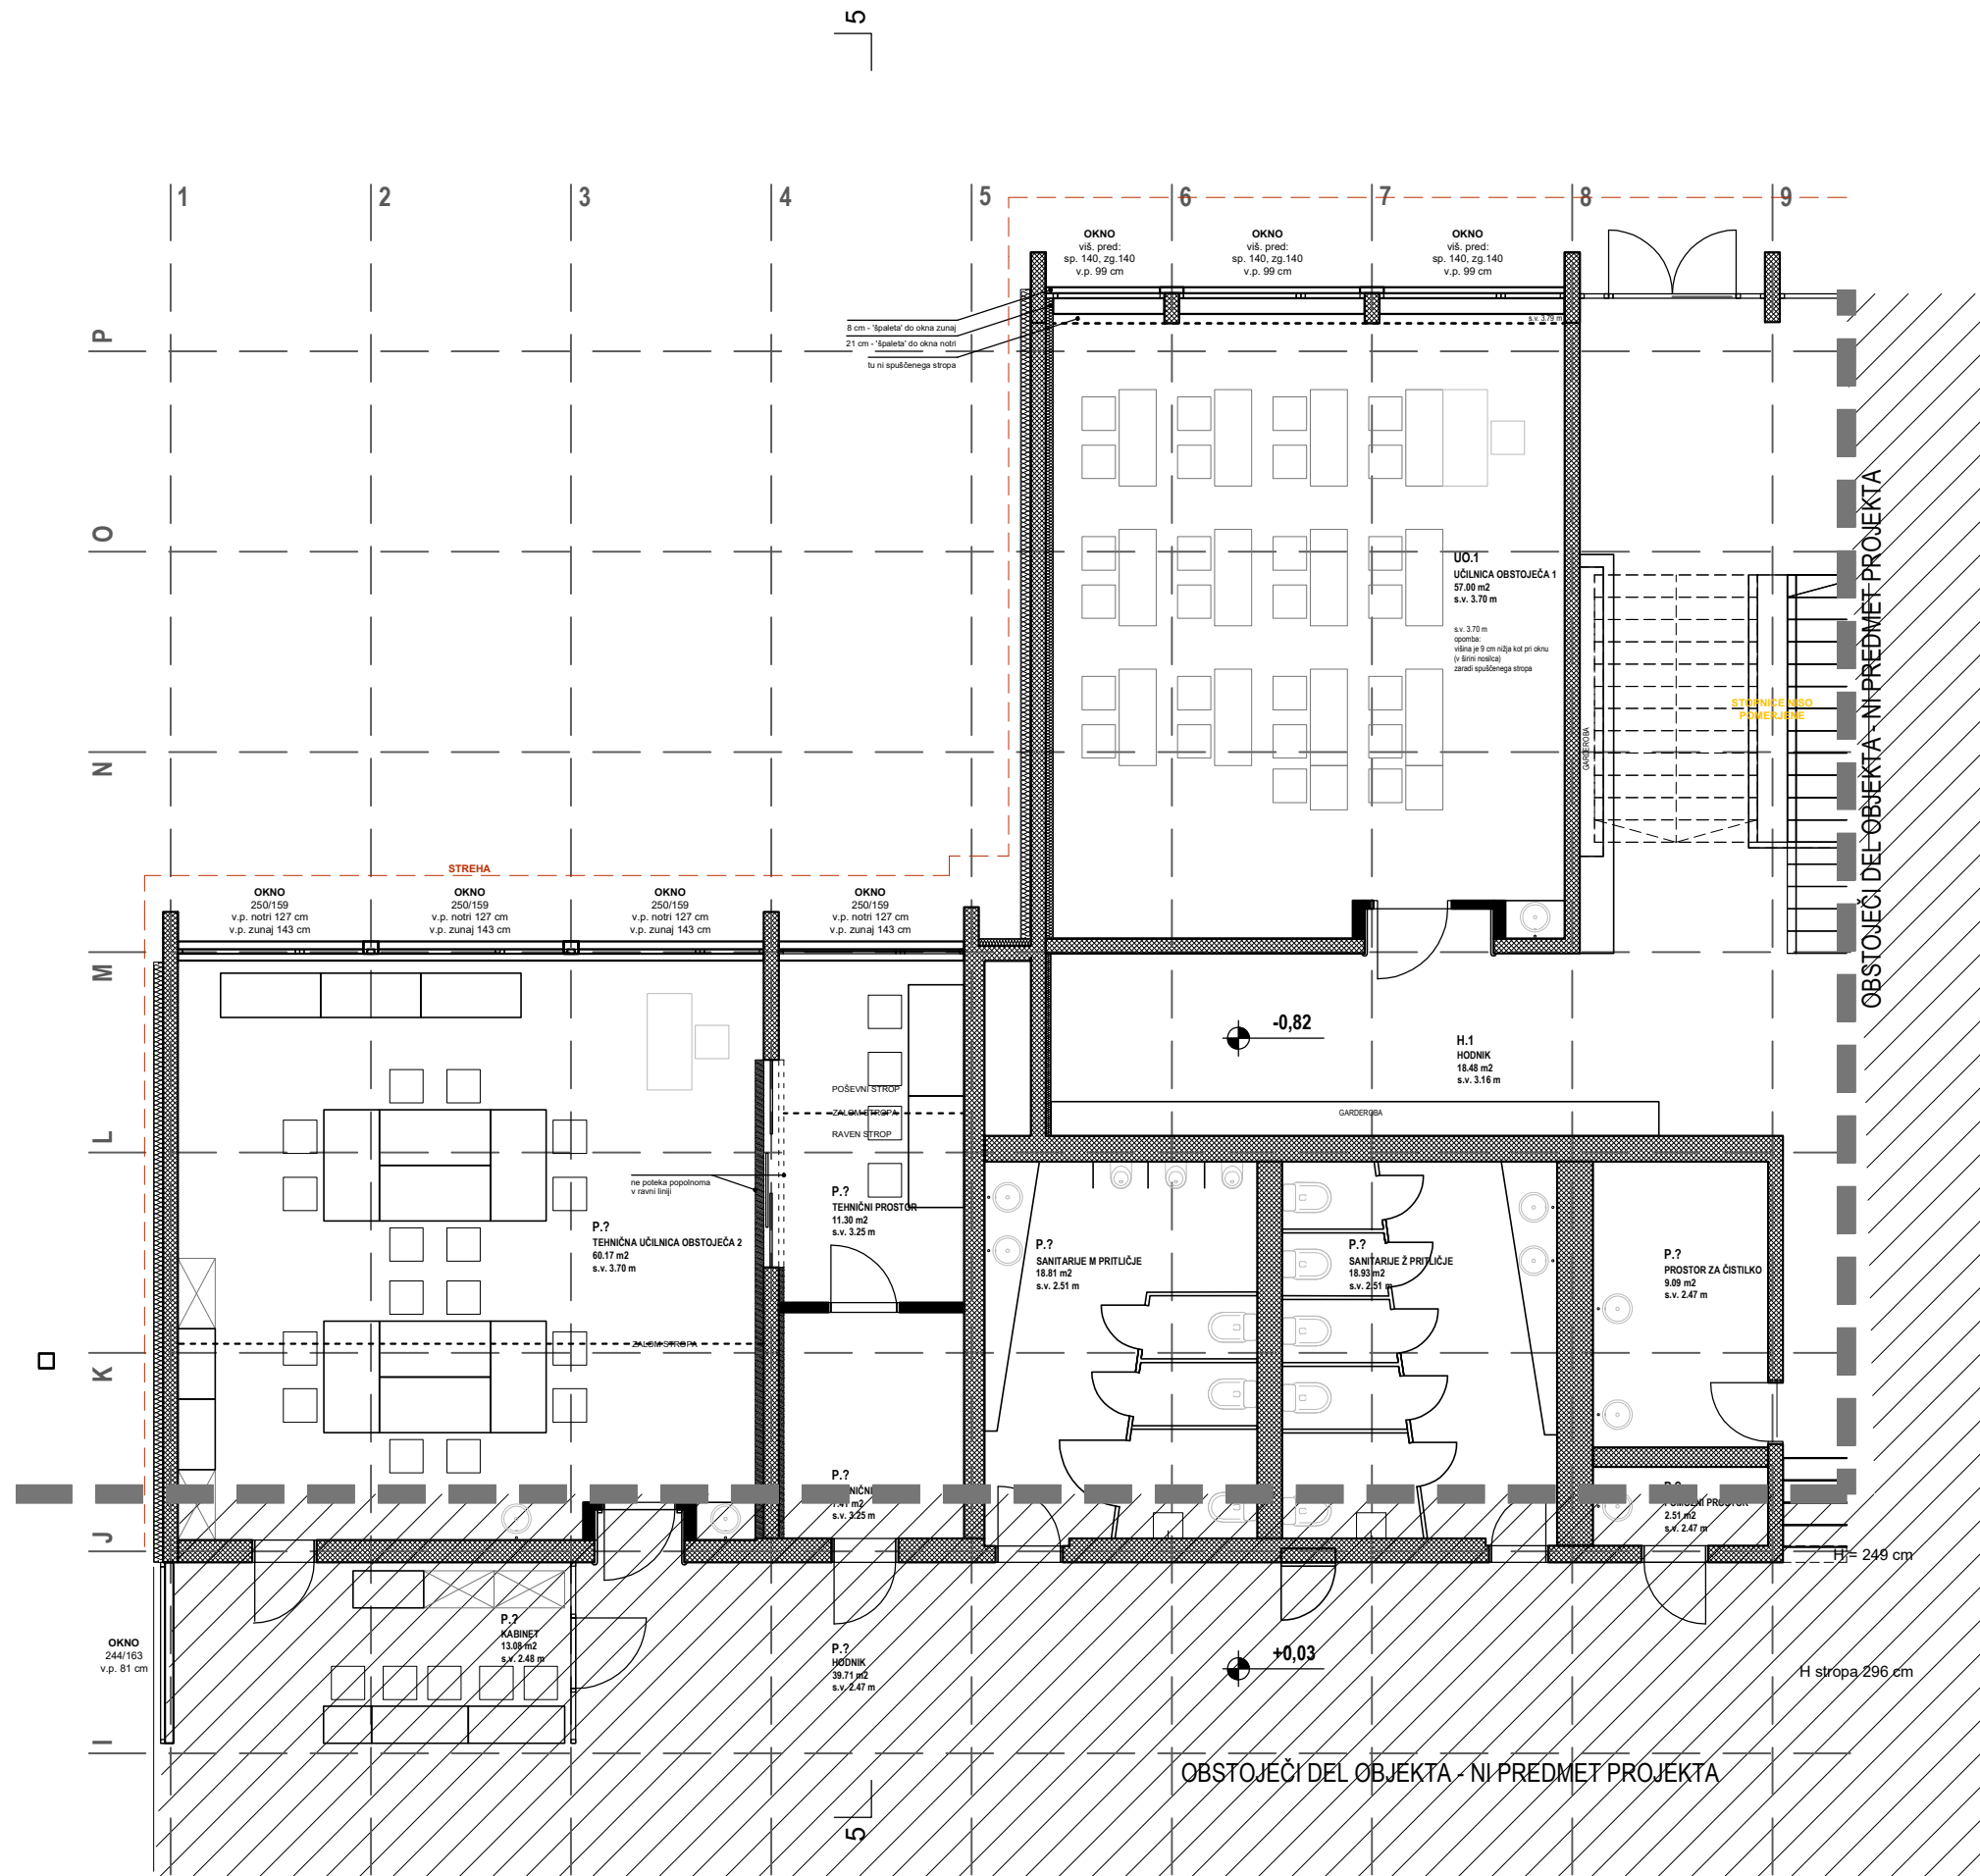 5
1
2
3
4
5
6
7
8
9
OKNO
viš. pred:
sp. 140, zg.140
v.p. 99 cm
OKNO
viš. pred:
sp. 140, zg.140
v.p. 99 cm
OKNO
viš. pred:
sp. 140, zg.140
v.p. 99 cm
8 cm - 'špaleta' do okna zunaj
21 cm - 'špaleta' do okna notri
tu ni spuščenega stropa
s.v. 3.79 m
P
O
N
M
L
K
J
I
UO.1
UČILNICA OBSTOJEČA 1
57.00 m2
s.v. 3.70 m
s.v. 3.70 m
opomba:
višina je 9 cm nižja kot pri oknu
(v širini nosilca)
zaradi spuščenega stropa
GARDEROBA
STOPNICE NISO
POMERJENE
OBSTOJEČI DEL OBJEKTA - NI PREDMET PROJEKTA
STREHA
OKNO
250/159
v.p. notri 127 cm
v.p. zunaj 143 cm
OKNO
250/159
v.p. notri 127 cm
v.p. zunaj 143 cm
OKNO
250/159
v.p. notri 127 cm
v.p. zunaj 143 cm
OKNO
250/159
v.p. notri 127 cm
v.p. zunaj 143 cm
-0,82
H.1
HODNIK
18.48 m2
s.v. 3.16 m
GARDEROBA
POŠEVNI STROP
ZALOM STROPA
RAVEN STROP
ne poteka popolnoma
v ravni liniji
P.?
TEHNIČNI PROSTOR
11.30 m2
s.v. 3.25 m
P.?
TEHNIČNA UČILNICA OBSTOJEČA 2
60.17 m2
s.v. 3.70 m
P.?
SANITARIJE M PRITLIČJE
18.81 m2
s.v. 2.51 m
P.?
SANITARIJE Ž PRITLIČJE
18.93 m2
s.v. 2.51 m
P.?
PROSTOR ZA ČISTILKO
9.09 m2
s.v. 2.47 m
ZALOM STROPA
P.?
s.v. 3.25 m
P.?
POMOŽNI PROSTOR
2.51 m2
s.v. 2.47 m
H = 249 cm
P.?
KABINET
13.08 m2
s.v. 2.48 m
OKNO
244/163
v.p. 81 cm
P.?
HODNIK
39.71 m2
s.v. 2.47 m
+0,03
H stropa 296 cm
OBSTOJEČI DEL OBJEKTA - NI PREDMET PROJEKTA
5